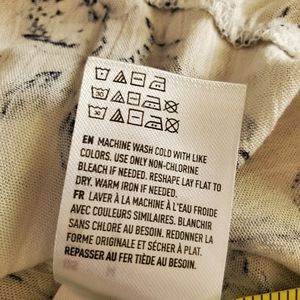 30
30
EN MACHINE WASH COLD WITH LIKE
COLORS. USE ONLY NON-CHLORINE
BLEACH IF NEEDED. RESHAPE LAY FLAT TO
DRY. WARM IRON IF NEEDED.
FR LAVER À LA MACHINE À L'EAU FROIDE
AVEC COULEURS SIMILAIRES. BLANCHIR
SANS CHLORE AU BESOIN. REDONNER LA
FORME ORIGINALE ET SÉCHER À PLAT.
REPASSER AU FER TIÈDE AU BESOIN.